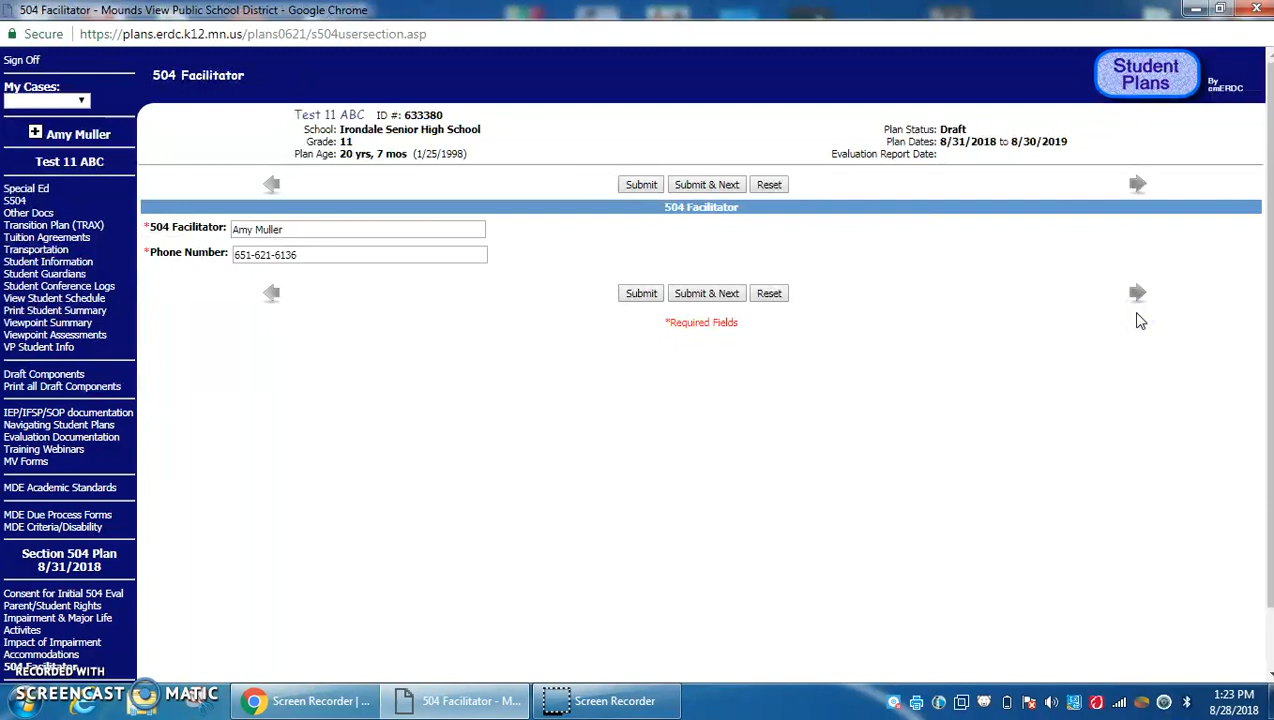 504 Facilitator - Mounds View Public School District - Google Chrome
Secure https://plans.erdc.k12.mn.us/plans0621/s504usersection.asp
Sign Off
My Cases:
Amy Muller
Test 11 ABC
Special Ed
S504
Other Docs
Transition Plan (TRAX)
Tuition Agreements
Transportation
Student Information
Student Guardians
Student Conference Logs
View Student Schedule
Print Student Summary
Viewpoint Summary
Viewpoint Assessments
VP Student Info
Draft Components
Print all Draft Components
IEP/IFSP/SOP documentation
Navigating Student Plans
Evaluation Documentation
Training Webinars
MV Forms
MDE Academic Standards
MDE Due Process Forms
MDE Criteria/Disability
Section 504 Plan
8/31/2018
Consent for Initial 504 Eval
Parent/Student Rights
Impairment & Major Life
Activites
Impact of Impairment
Accommodations
504 Facilitator
504 Facilitator
Student
Plans
By
cmERDC
Test 11 ABC ID #: 633380
School: Irondale Senior High School
Grade: 11
Plan Age: 20 yrs, 7 mos (1/25/1998)
Plan Status: Draft
Plan Dates: 8/31/2018 to 8/30/2019
Evaluation Report Date:
Submit Submit & Next Reset
504 Facilitator
*504 Facilitator: Amy Muller
*Phone Number: 651-621-6136
Submit Submit & Next Reset
*Required Fields
RECORDED WITH
SCREENCAST MATIC
Screen Recorder | ...
504 Facilitator - M...
Screen Recorder
1:23 PM
8/28/2018